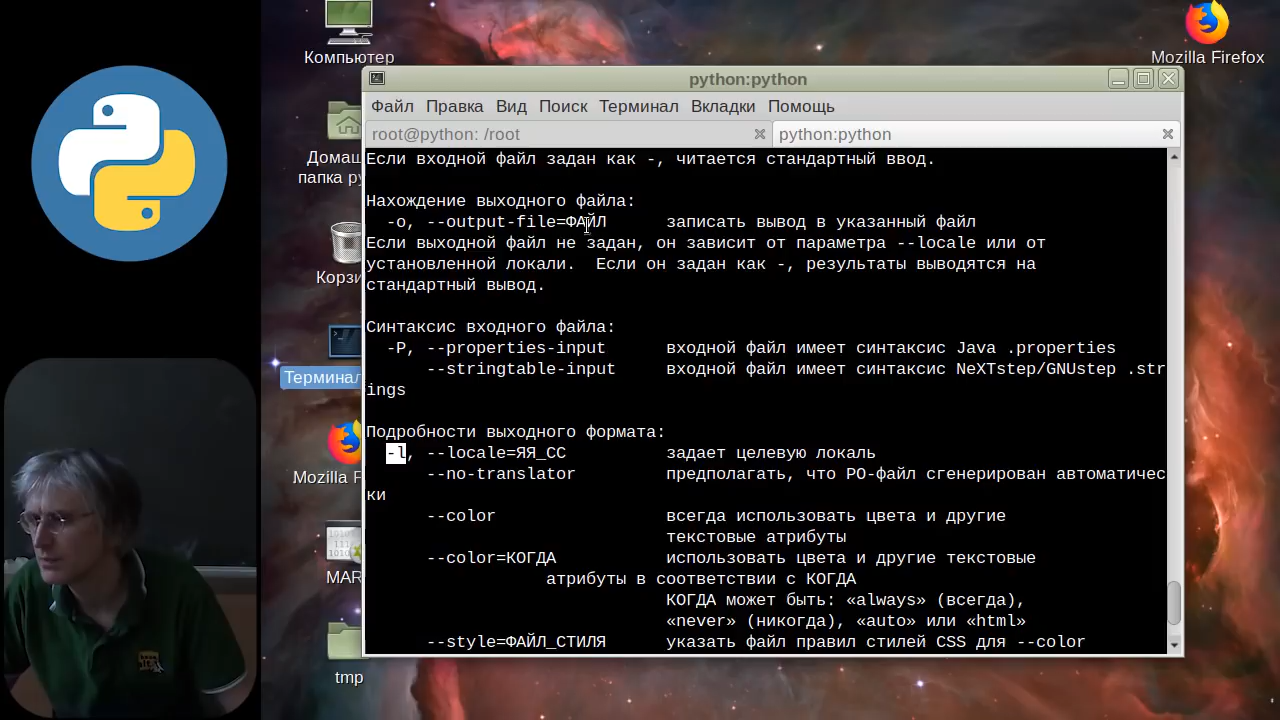 Компьютер
Mozilla Firefox
python:python
Файл Правка Вид Поиск Терминал Вкладки Помощь
root@python: /root
python:python
Если входной файл задан как -, читается стандартный ввод.
Нахождение выходного файла:
-o, --output-file=ФАЙЛ записать вывод в указанный файл
Если выходной файл не задан, он зависит от параметра --locale или от
установленной локали. Если он задан как -, результаты выводятся на
стандартный вывод.
Синтаксис входного файла:
-P, --properties-input входной файл имеет синтаксис Java .properties
--stringtable-input входной файл имеет синтаксис NeXTstep/GNUstep .str
ings
Подробности выходного формата:
-l, --locale=ЯЯ_СС задает целевую локаль
--no-translator предполагать, что PO-файл сгенерирован автоматичес
ки
--color всегда использовать цвета и другие
текстовые атрибуты
--color=КОГДА использовать цвета и другие текстовые
атрибуты в соответствии с КОГДА
КОГДА может быть: «always» (всегда),
«never» (никогда), «auto» или «html»
--style=ФАЙЛ_СТИЛЯ указать файл правил стилей CSS для --color
Домаш
папка py
Корзи
Терминал
Mozilla F
MAR
tmp